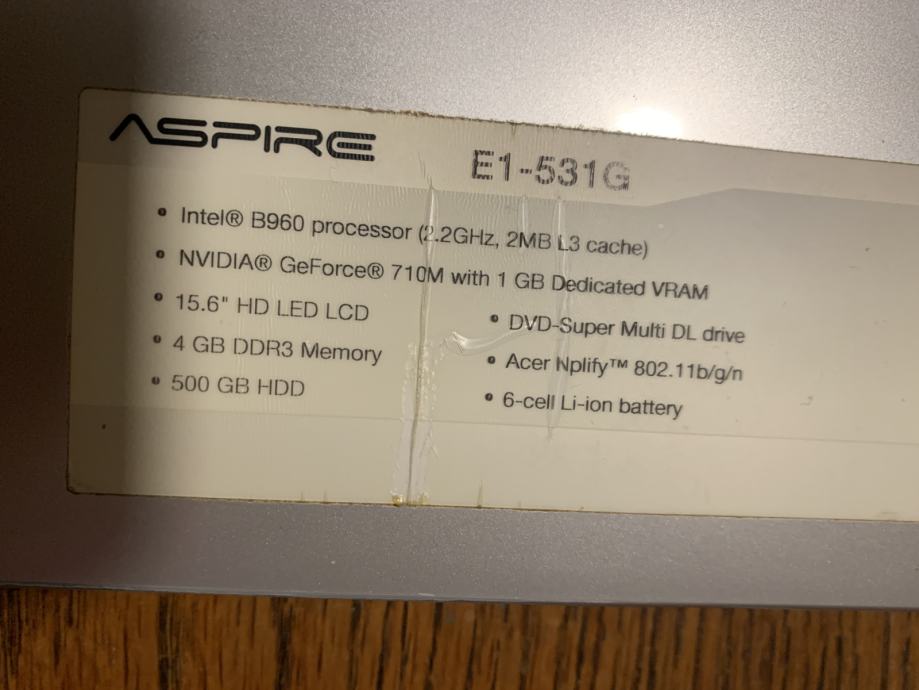 ASPIRE E1-531G
• Intel® B960 processor (2.2GHz, 2MB L3 cache)
• NVIDIA® GeForce® 710M with 1 GB Dedicated VRAM
• 15.6" HD LED LCD
• 4 GB DDR3 Memory
• 500 GB HDD
• DVD-Super Multi DL drive
• Acer Nplify™ 802.11b/g/n
• 6-cell Li-ion battery